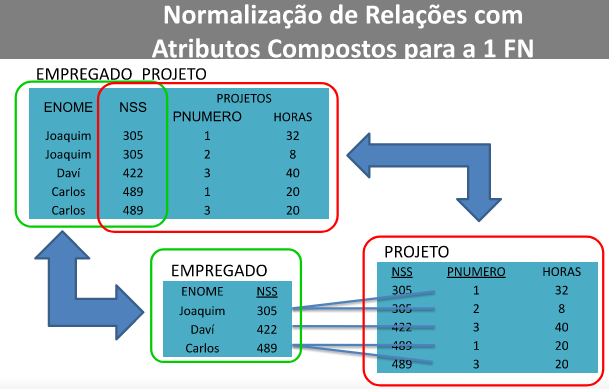 Normalização de Relações com
Atributos Compostos para a 1 FN
EMPREGADO PROJETO
PROJETOS
ENOME NSS PNUMERO HORAS
Joaquim 305 1 32
Joaquim 305 2 8
Daví 422 3 40
Carlos 489 1 20
Carlos 489 3 20
EMPREGADO
ENOME NSS
Joaquim 305
Daví 422
Carlos 489
PROJETO
NSS PNUMERO HORAS
305 1 32
305 2 8
422 3 40
489 1 20
489 3 20